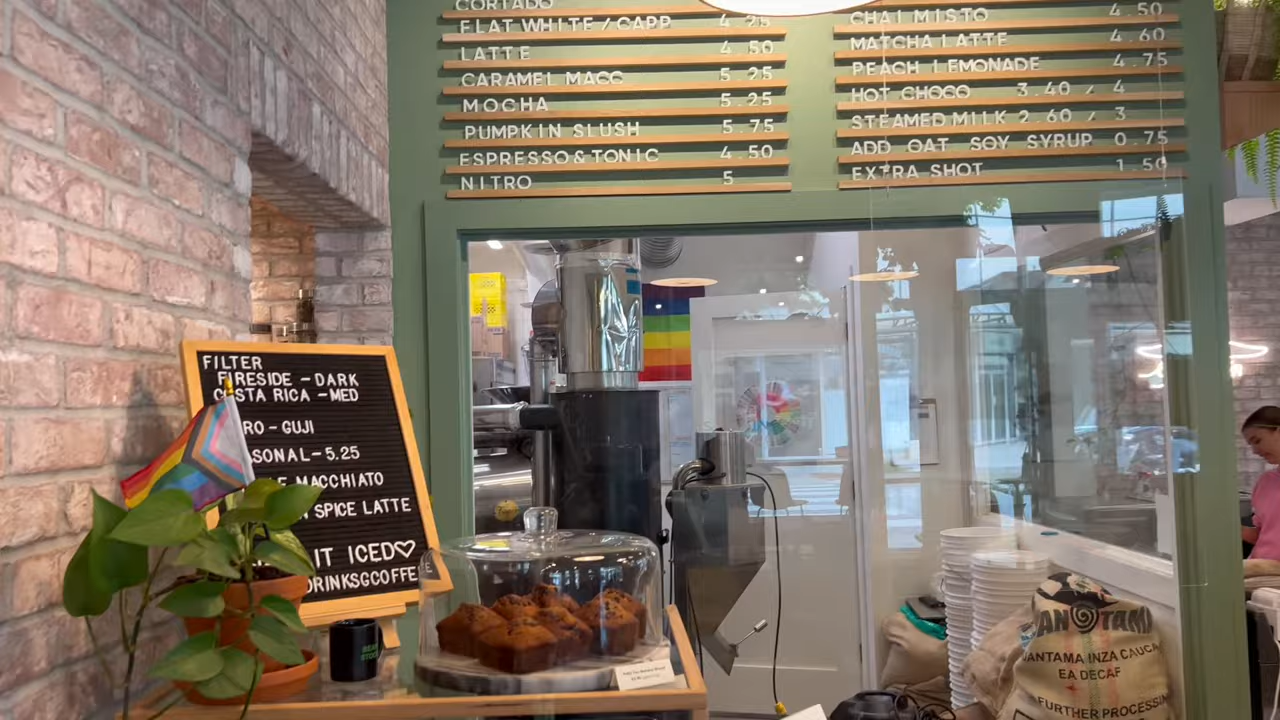 CORTADO
FLAT WHITE/CAPP 4.25
LATTE 4.50
CARAMEL MACC 5.25
MOCHA 5.25
PUMPKIN SLUSH 5.75
ESPRESSO&TONIC 4.50
NITRO 5
CHAI MISTO 4.50
MATCHA LATTE 4.60
PEACH LEMONADE 4.75
HOT CHOCO 3.40 / 4
STEAMED MILK 2.60 / 3
ADD OAT SOY SYRUP 0.75
EXTRA SHOT 1.50
FILTER
FIRESIDE - DARK
COSTA RICA - MED
RO - GUJI
SONAL - 5.25
E MACCHIATO
N SPICE LATTE
IT ICED♡
DRINKSGCOFFEE
ANOTAMI
ANTAMA INZA CAUCA
EA DECAF
FURTHER PROCESSIN